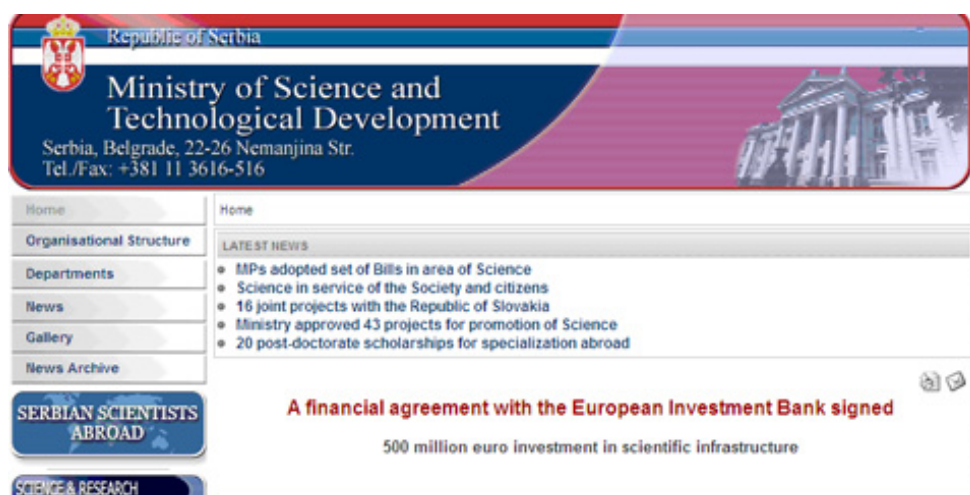 Republic of Serbia
Ministry of Science and
Technological Development
Serbia, Belgrade, 22-26 Nemanjina Str.
Tel./Fax: +381 11 3616-516
Home
Organisational Structure
Departments
News
Gallery
News Archive
SERBIAN SCIENTISTS
ABROAD
SCIENCE & RESEARCH
Home
LATEST NEWS
MPs adopted set of Bills in area of Science
Science in service of the Society and citizens
16 joint projects with the Republic of Slovakia
Ministry approved 43 projects for promotion of Science
20 post-doctorate scholarships for specialization abroad
A financial agreement with the European Investment Bank signed
500 million euro investment in scientific infrastructure